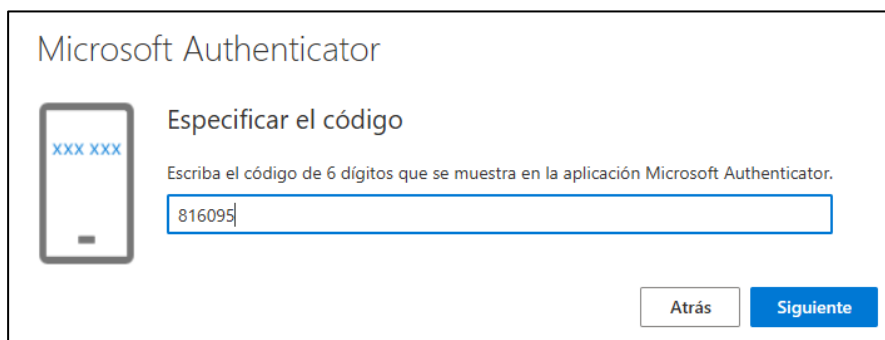 Microsoft Authenticator
Especificar el código
XXX XXX
Escriba el código de 6 dígitos que se muestra en la aplicación Microsoft Authenticator.
816095
Atrás
Siguiente